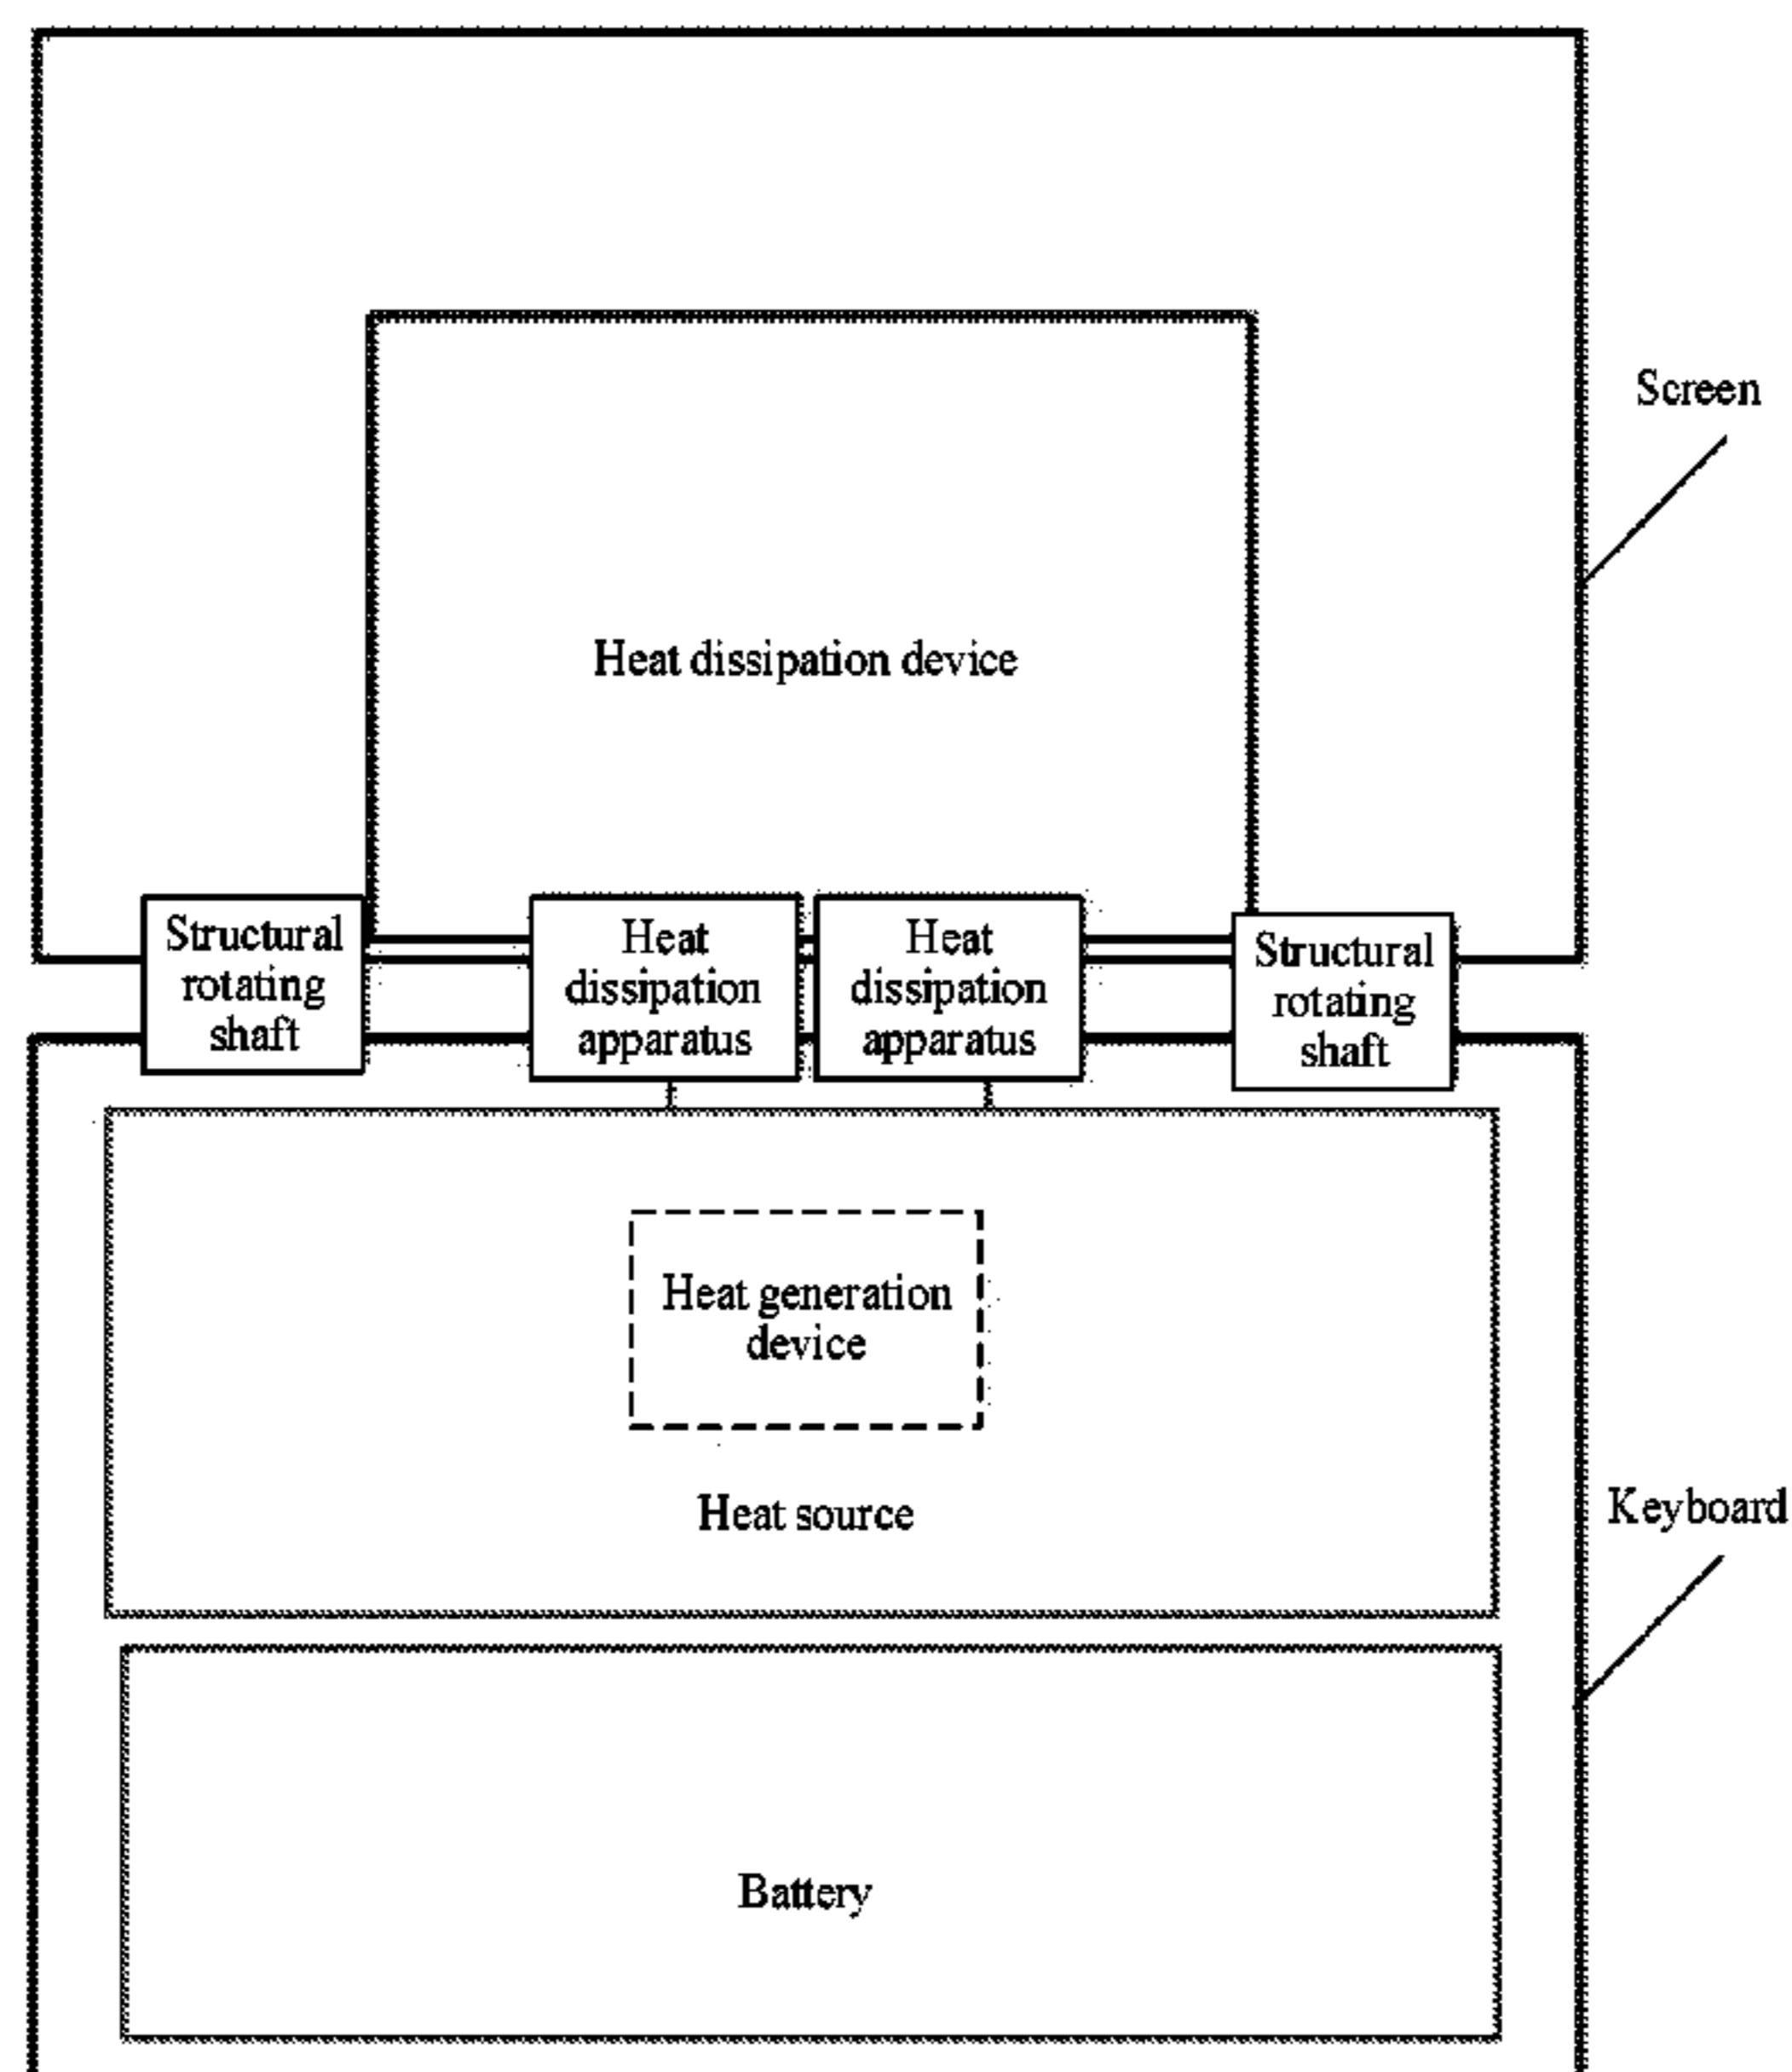 Screen
Heat dissipation device
Structural
rotating
shaft
Heat
dissipation
apparatus
Heat
dissipation
apparatus
Structural
rotating
shaft
Heat generation
device
Heat source
Keyboard
Battery